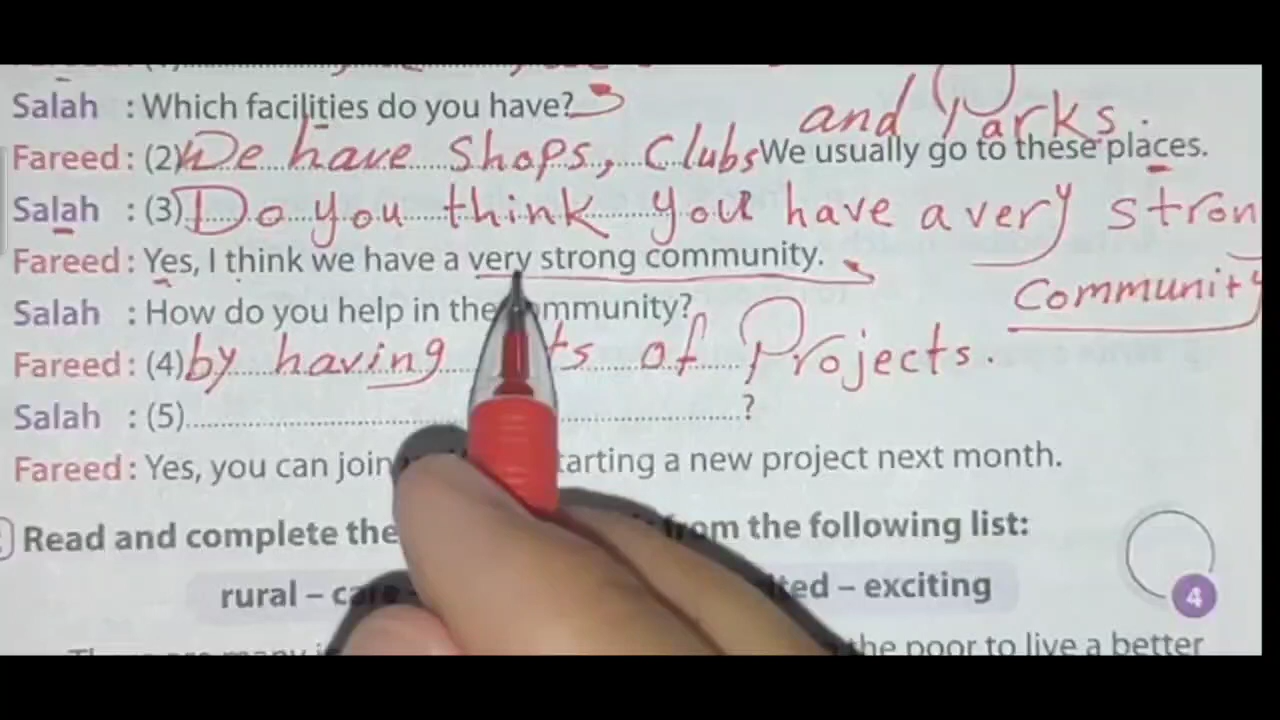 Salah : Which facilities do you have?
and Parks.
Fareed : (2) We have Shops, Clubs We usually go to these places.
Salah : (3) Do you think you have a very stron
Community
Fareed : Yes, I think we have a very strong community.
Salah : How do you help in the community?
Fareed : (4) by having of Projects.
Salah : (5)..........?
Fareed : Yes, you can join starting a new project next month.
Read and complete the from the following list:
rural – care – exciting
4
the poor to live a better